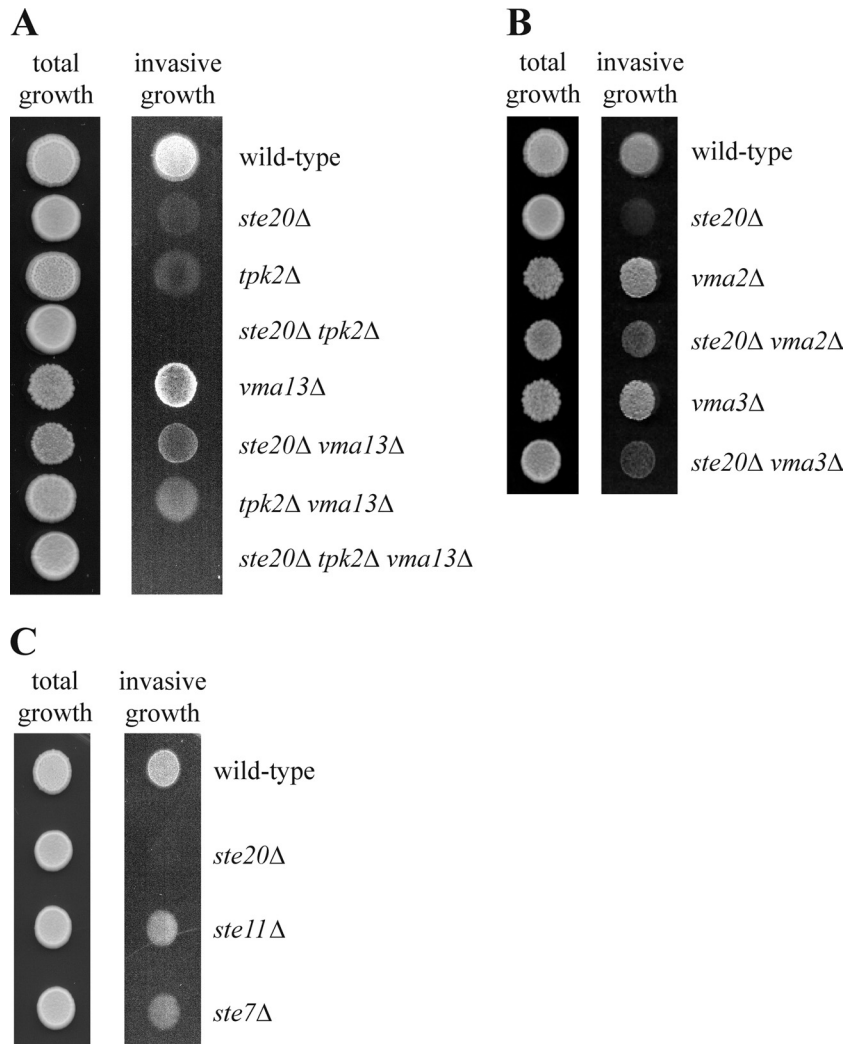 A
total
growth
invasive
growth
wild-type
ste20Δ
tpk2Δ
ste20Δ tpk2Δ
vma13Δ
ste20Δ vma13Δ
tpk2Δ vma13Δ
ste20Δ tpk2Δ vma13Δ
B
total
growth
invasive
growth
wild-type
ste20Δ
vma2Δ
ste20Δ vma2Δ
vma3Δ
ste20Δ vma3Δ
C
total
growth
invasive
growth
wild-type
ste20Δ
ste11Δ
ste7Δ